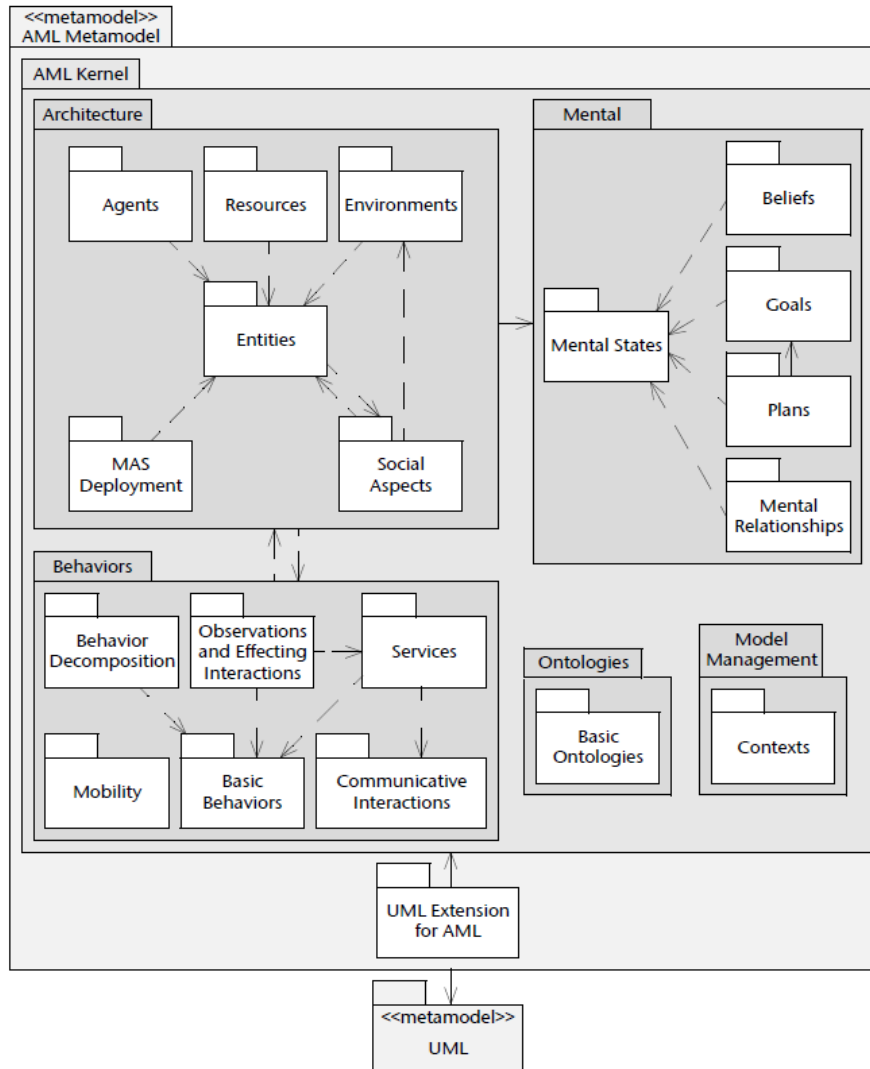 <<metamodel>>
AML Metamodel
AML Kernel
Architecture
Agents
Resources
Environments
Entities
MAS
Deployment
Social
Aspects
Mental
Beliefs
Goals
Mental States
Plans
Mental
Relationships
Behaviors
Behavior
Decomposition
Observations
and Effecting
Interactions
Services
Mobility
Basic
Behaviors
Communicative
Interactions
Ontologies
Basic
Ontologies
Model
Management
Contexts
UML Extension
for AML
<<metamodel>>
UML